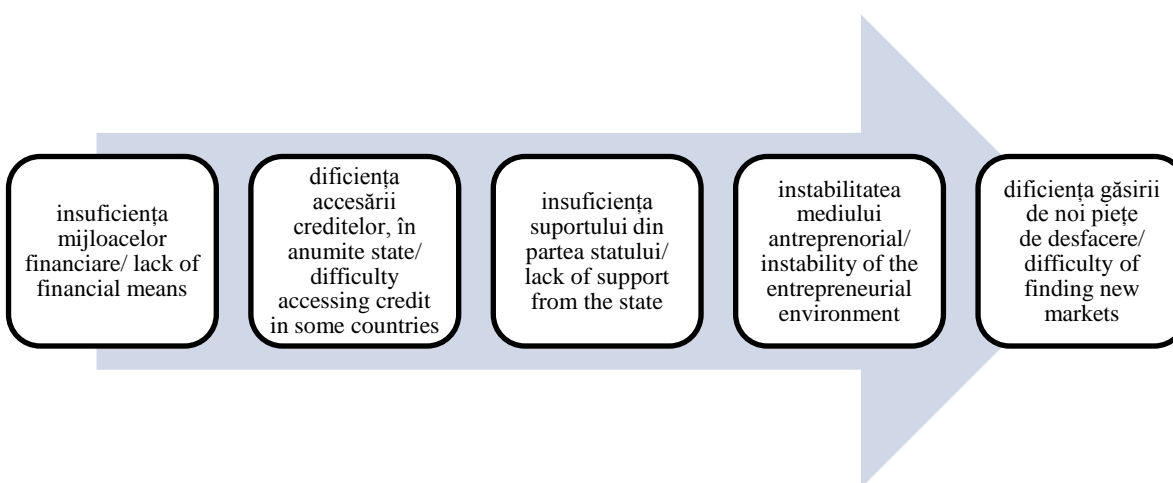 insuficiența
mijloacelor
financiare/ lack of
financial means
dificiența
accesării
creditelor, în
anumite state/
difficulty
accessing credit
in some countries
insuficiența
suportului din
partea statului/
lack of support
from the state
instabilitatea
mediului
antreprenorial/
instability of the
entrepreneurial
environment
dificiența găsirii
de noi piețe
de desfacere/
difficulty of
finding new
markets